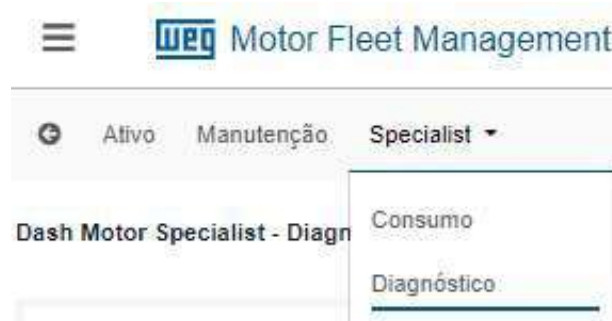 weg Motor Fleet Management
Ativo Manutenção Specialist
Consumo
Dash Motor Specialist - Diagn
Diagnóstico